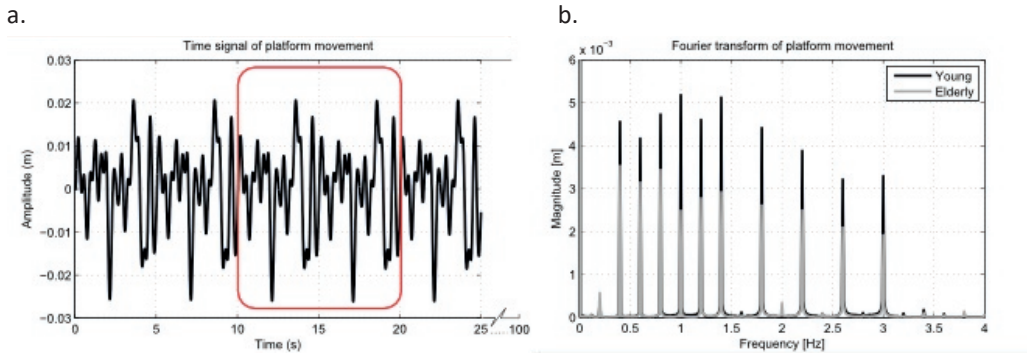 a.
Time signal of platform movement
0.03
0.02
0.01
0
−0.01
−0.02
−0.03
Amplitude (m)
0 5 10 15 20 25 100
Time (s)
b.
Fourier transform of platform movement
6 x 10⁻³
5
4
3
2
1
0
Magnitude [m]
Young
Elderly
0 0.5 1 1.5 2 2.5 3 3.5 4
Frequency [Hz]